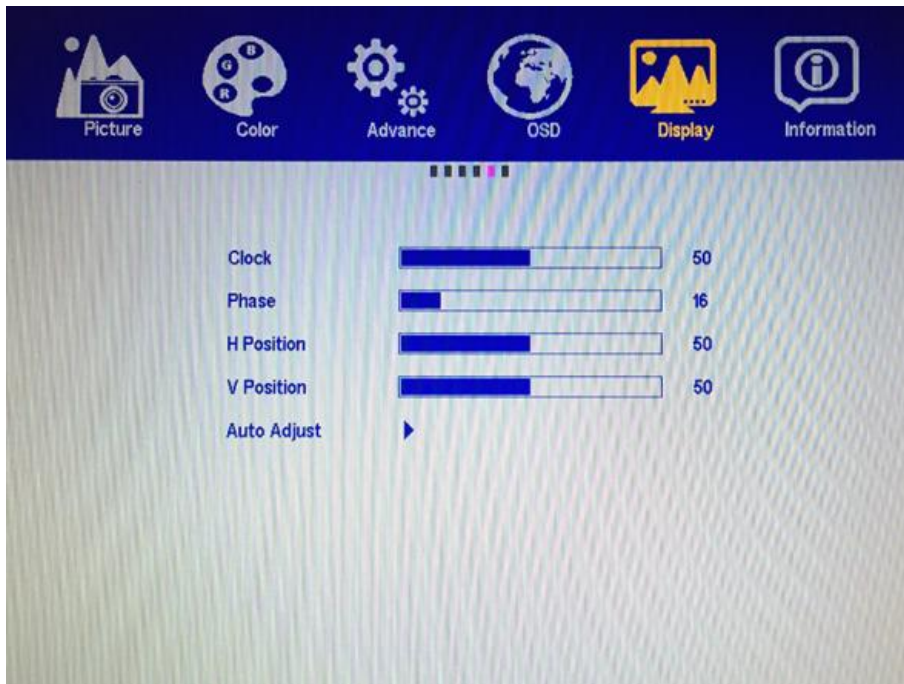 R G B
Picture Color Advance OSD Display Information
Clock 50
Phase 16
H Position 50
V Position 50
Auto Adjust